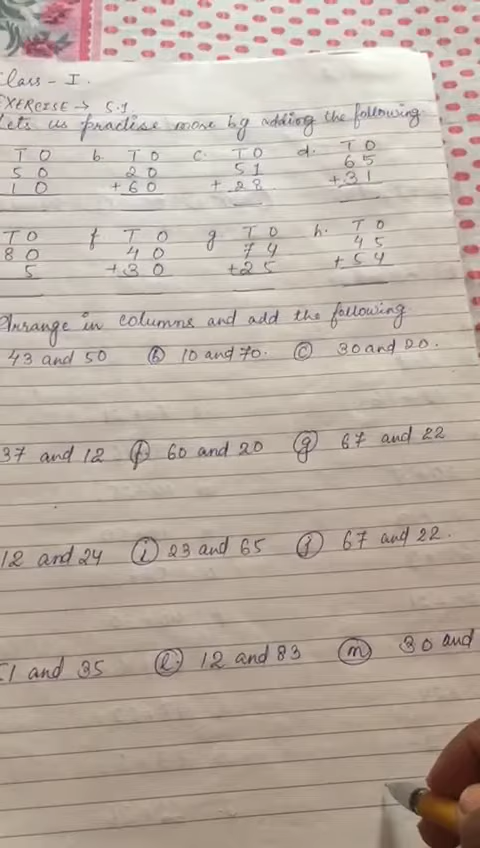 Class - I.
EXERCISE → 5.1.
Lets us practise more by adding the following
T O b. T O c. T O d. T O
5 0 2 0 5 1 6 5
1 0 + 6 0 + 2 8 + 3 1
T O f T O g T O h. T O
8 0 4 0 7 4 4 5
5 + 3 0 + 2 5 + 5 4
Arrange in columns and add the following
43 and 50 (b) 10 and 70. (c) 30 and 20.
37 and 12 (f) 60 and 20 (g) 67 and 22
12 and 24 (i) 23 and 65 (j) 67 and 22.
51 and 35 (l) 12 and 83 (m) 30 and